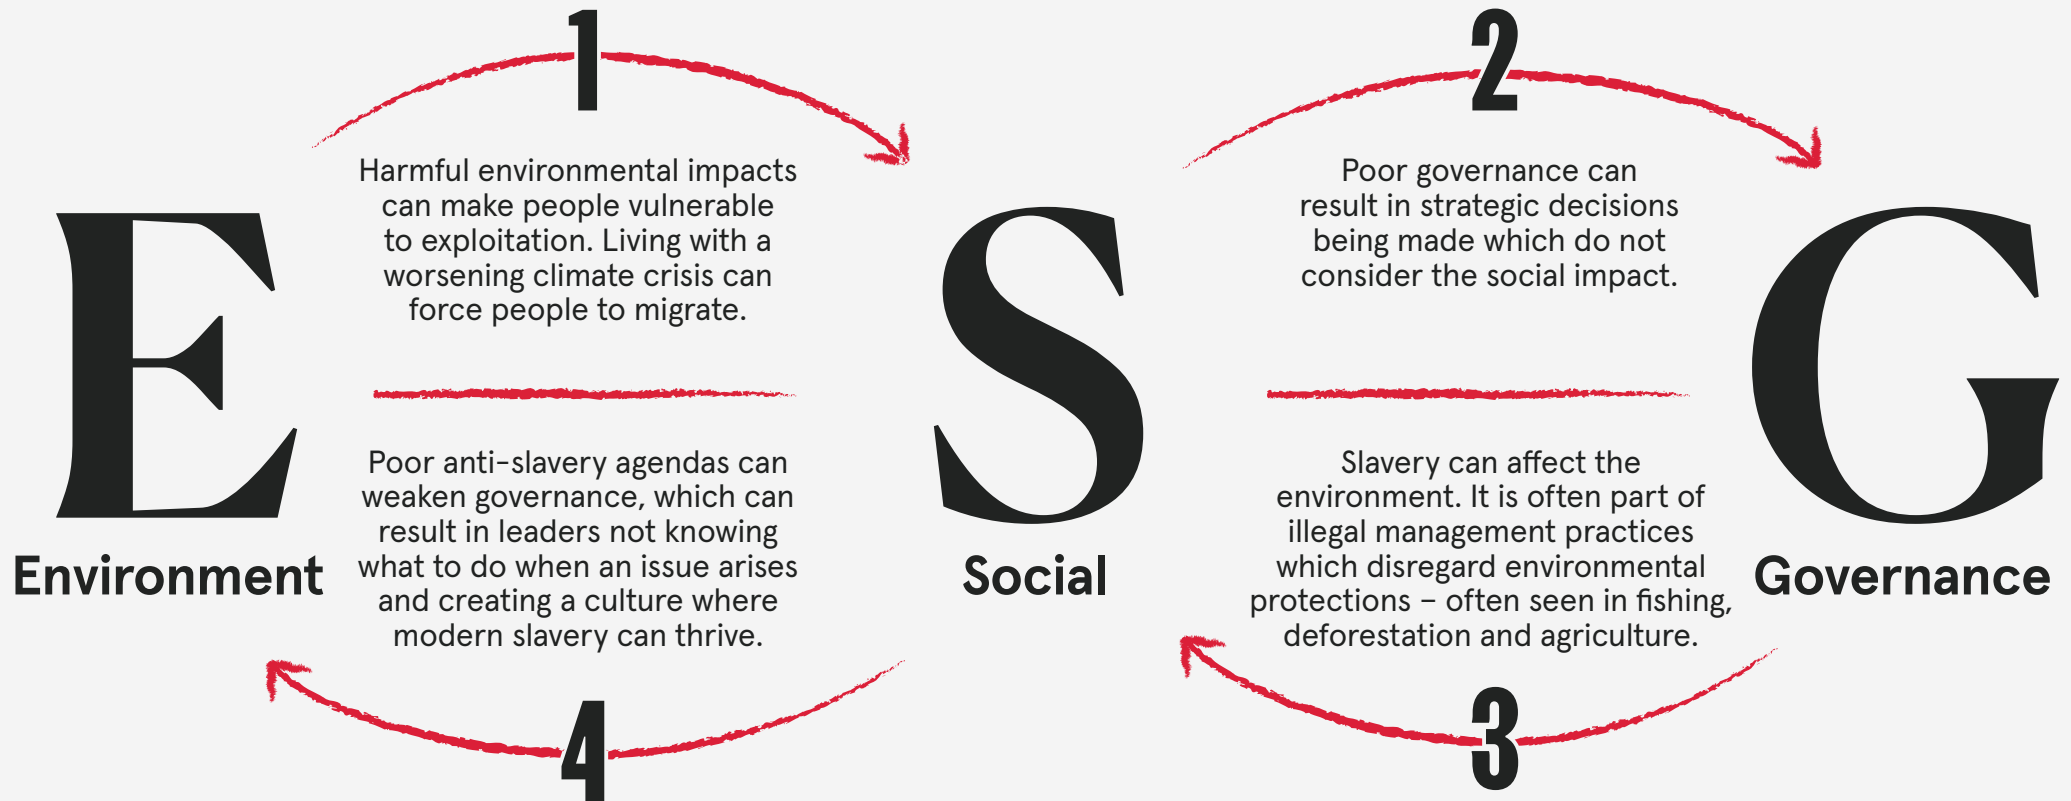 1
Harmful environmental impacts
can make people vulnerable
to exploitation. Living with a
worsening climate crisis can
force people to migrate.
2
Poor governance can
result in strategic decisions
being made which do not
consider the social impact.
E
Environment
S
Social
G
Governance
Poor anti-slavery agendas can
weaken governance, which can
result in leaders not knowing
what to do when an issue arises
and creating a culture where
modern slavery can thrive.
4
Slavery can affect the
environment. It is often part of
illegal management practices
which disregard environmental
protections – often seen in fishing,
deforestation and agriculture.
3